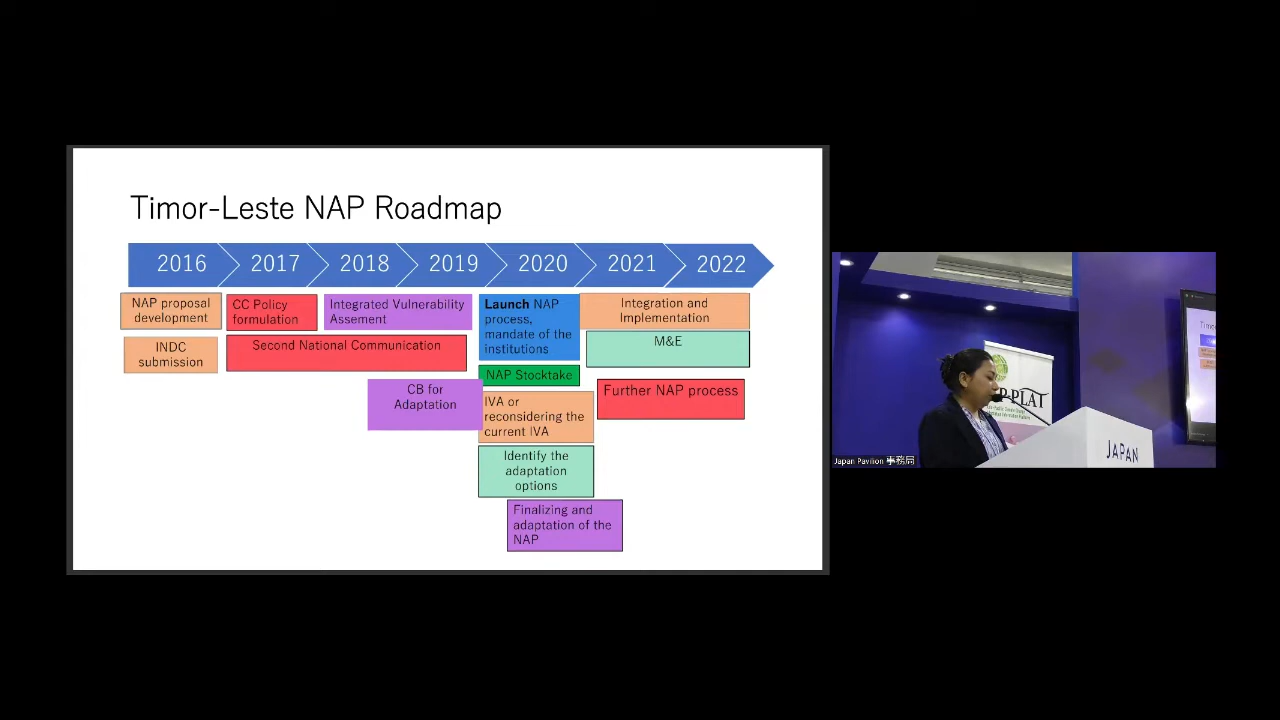 Timor-Leste NAP Roadmap
2016 2017 2018 2019 2020 2021 2022
NAP proposal
development
INDC
submission
CC Policy
formulation
Integrated Vulnerability
Assement
Second National Communication
CB for
Adaptation
Launch NAP
process,
mandate of the
institutions
NAP Stocktake
IVA or
reconsidering the
current IVA
Identify the
adaptation
options
Finalizing and
adaptation of the
NAP
Integration and
Implementation
M&E
Further NAP process
PLAT
JAPAN
Japan Pavilion 事務局